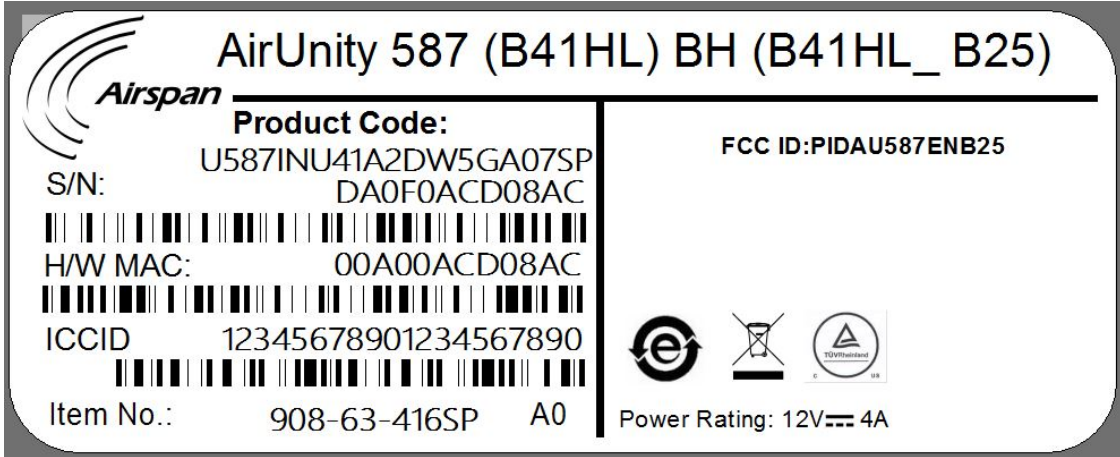 AirUnity 587 (B41HL) BH (B41HL_ B25)
Airspan
Product Code:
U587INU41A2DW5GA07SP
S/N: DA0F0ACD08AC
H/W MAC: 00A00ACD08AC
ICCID 12345678901234567890
Item No.: 908-63-416SP A0
FCC ID:PIDAU587ENB25
e
TÜVRheinland
C US
Power Rating: 12V⎓ 4A